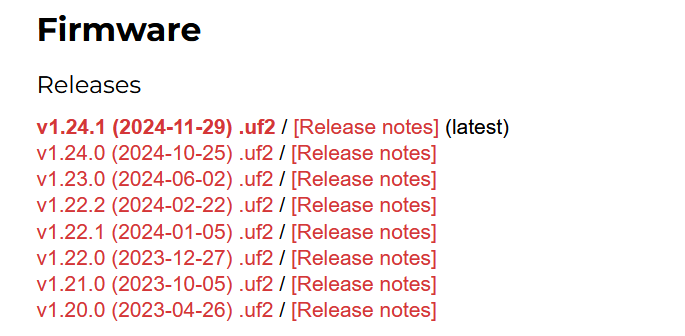 Firmware
Releases
v1.24.1 (2024-11-29) .uf2 / [Release notes] (latest)
v1.24.0 (2024-10-25) .uf2 / [Release notes]
v1.23.0 (2024-06-02) .uf2 / [Release notes]
v1.22.2 (2024-02-22) .uf2 / [Release notes]
v1.22.1 (2024-01-05) .uf2 / [Release notes]
v1.22.0 (2023-12-27) .uf2 / [Release notes]
v1.21.0 (2023-10-05) .uf2 / [Release notes]
v1.20.0 (2023-04-26) .uf2 / [Release notes]